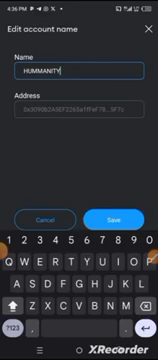 4:36 PM
Edit account name
Name
HUMMANITY
Address
Cancel
Save
1 2 3 4 5 6 7 8 9 0
Q W E R T Y U I O P
A S D F G H J K L
Z X C V B N M
?123 , .
XRecorder